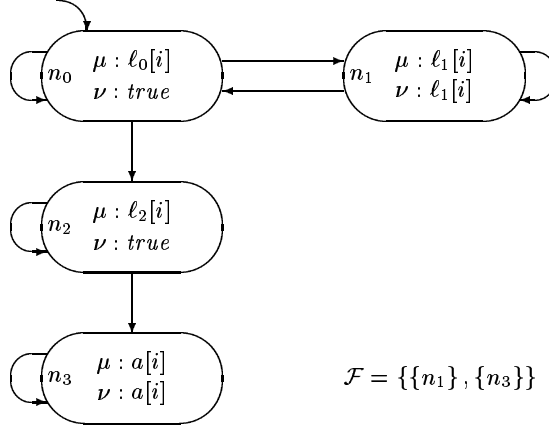 n₀ μ : ℓ₀[i]
ν : true
n₁ μ : ℓ₁[i]
ν : ℓ₁[i]
n₂ μ : ℓ₂[i]
ν : true
n₃ μ : a[i]
ν : a[i]
ℱ = {{n₁} , {n₃}}